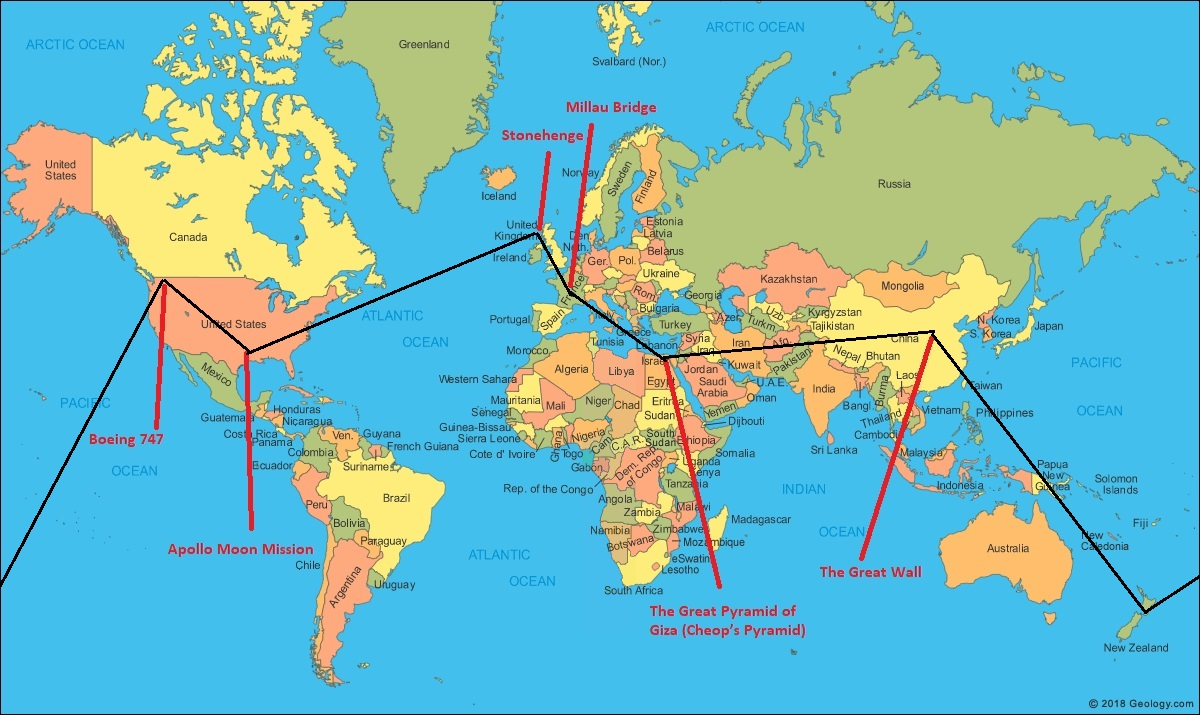 ARCTIC OCEAN
ARCTIC OCEAN
Greenland
Svalbard (Nor.)
Millau Bridge
Stonehenge
United
States
Iceland
Norway
Sweden
Finland
Russia
Canada
United
Kingdom
Ireland
Den.
Neth.
Estonia
Latvia
Belarus
Ger.
Pol.
Ukraine
France
Rom.
Kazakhstan
Mongolia
Spain
Portugal
Italy
Bulgaria
Georgia
Greece
Turkey
Azer.
Uzb
Turkm.
Kyrgyzstan
Tajikistan
N. Korea
S. Korea
Japan
China
ATLANTIC
OCEAN
United States
Tunisia
Lebanon
Syria
Israel
Iraq
Iran
Afg.
Morocco
Algeria
Libya
Egypt
Jordan
Kuwait
Pakistan
Nepal
Bhutan
PACIFIC
OCEAN
Western Sahara
Mauritania
Mali
Niger
Chad
Sudan
Saudi
Arabia
U.A.E.
Oman
India
Bangl
Burma
Laos
Taiwan
Mexico
PACIFIC
OCEAN
Senegal
Guinea-Bissau
Sierra Leone
Cote d' Ivoire
Ghana
Togo
Nigeria
Cam.
C.A.R.
South
Sudan
Eritrea
Yemen
Djibouti
Ethiopia
Somalia
Thailand
Vietnam
Cambodi
Philippines
Boeing 747
Guatemala
Honduras
Nicaragua
Costa Rica
Panama
Ven.
Guyana
French Guiana
Colombia
Suriname
Ecuador
Gabon
Rep. of the Congo
Dem. Rep.
of Congo
Uganda
Kenya
Tanzania
Sri Lanka
Malaysia
Indonesia
Papua
New
Guinea
Solomon
Islands
Peru
Brazil
Bolivia
Angola
Zambia
Malawi
INDIAN
OCEAN
Madagascar
Fiji
Apollo Moon Mission
Paraguay
Chile
Argentina
Uruguay
ATLANTIC
OCEAN
Namibia
Botswana
Zimbabwe
Mozambique
eSwatini
Lesotho
South Africa
Australia
New
Caledonia
The Great Wall
The Great Pyramid of
Giza (Cheop's Pyramid)
New Zealand
© 2018 Geology.com